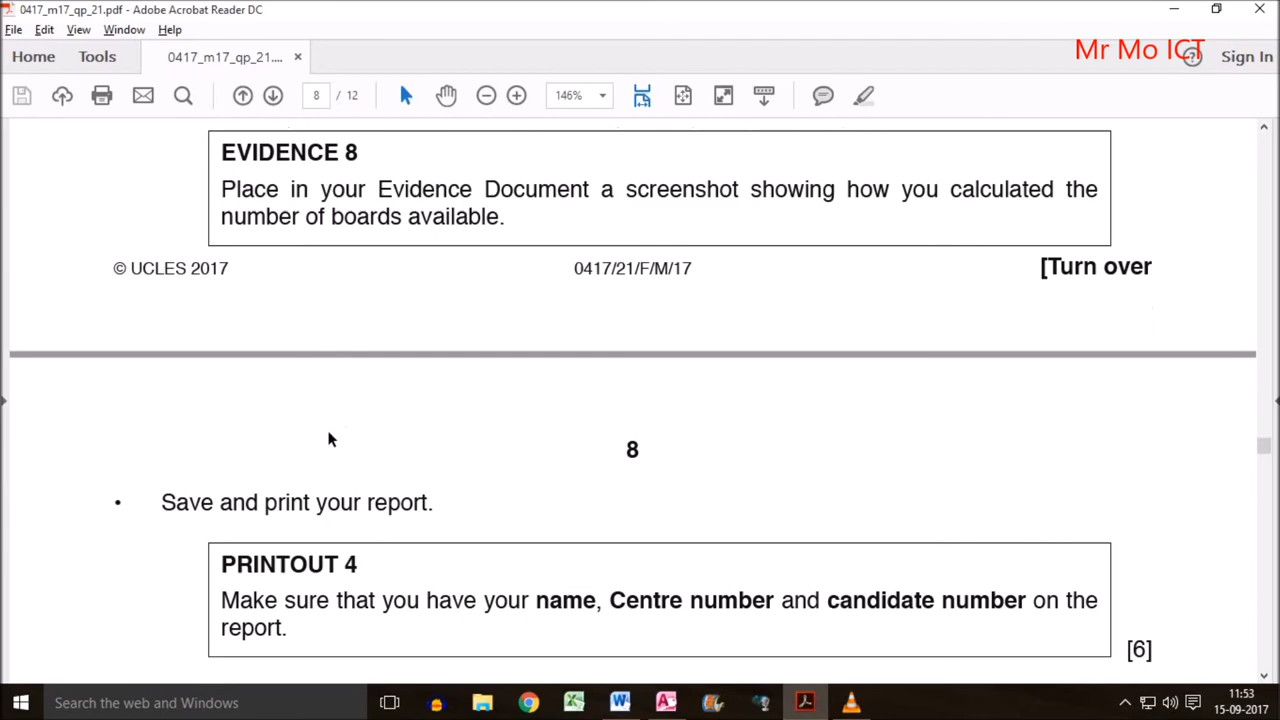 0417_m17_qp_21.pdf - Adobe Acrobat Reader DC
File Edit View Window Help
Mr Mo ICT
Home Tools 0417_m17_qp_21.... × ? Sign In
8 / 12 146%
EVIDENCE 8
Place in your Evidence Document a screenshot showing how you calculated the
number of boards available.
© UCLES 2017 0417/21/F/M/17 [Turn over
8
• Save and print your report.
PRINTOUT 4
Make sure that you have your name, Centre number and candidate number on the
report.
[6]
Search the web and Windows
11:53
15-09-2017